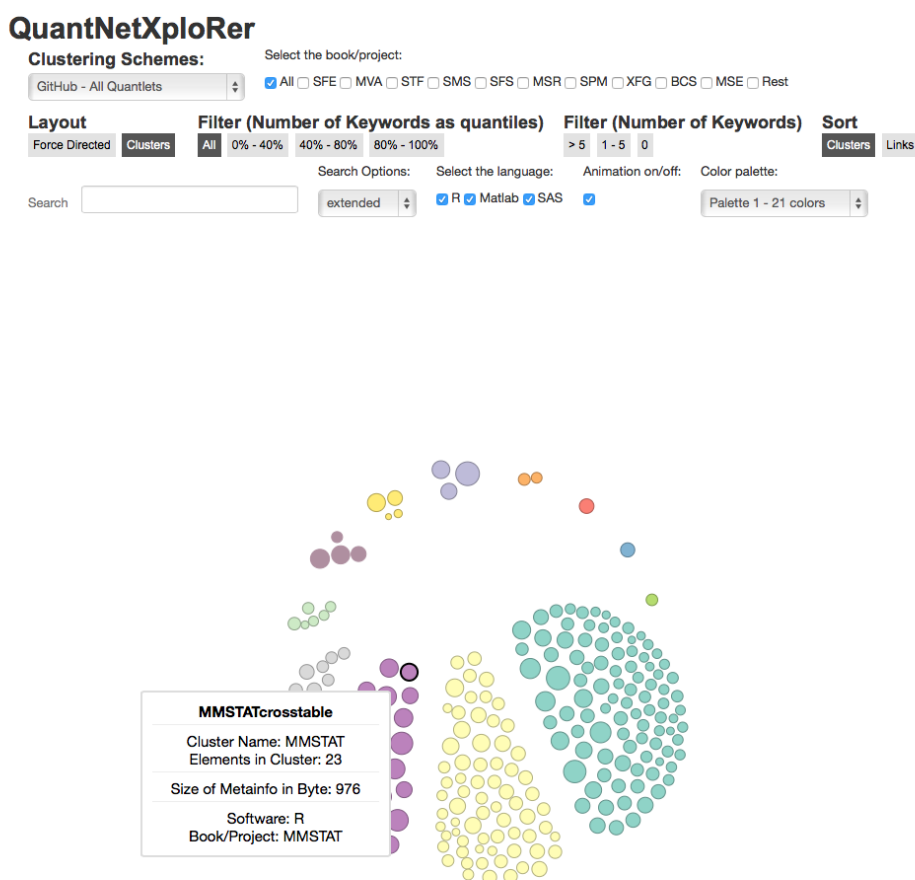 QuantNetXploRer
Clustering Schemes:
Select the book/project:
GitHub - All Quantlets
All SFE MVA STF SMS SFS MSR SPM XFG BCS MSE Rest
Layout Filter (Number of Keywords as quantiles) Filter (Number of Keywords) Sort
Force Directed Clusters All 0% - 40% 40% - 80% 80% - 100% > 5 1 - 5 0 Clusters Links
Search Options: Select the language: Animation on/off: Color palette:
Search extended R Matlab SAS Palette 1 - 21 colors
MMSTATcrosstable
Cluster Name: MMSTAT
Elements in Cluster: 23
Size of Metainfo in Byte: 976
Software: R
Book/Project: MMSTAT